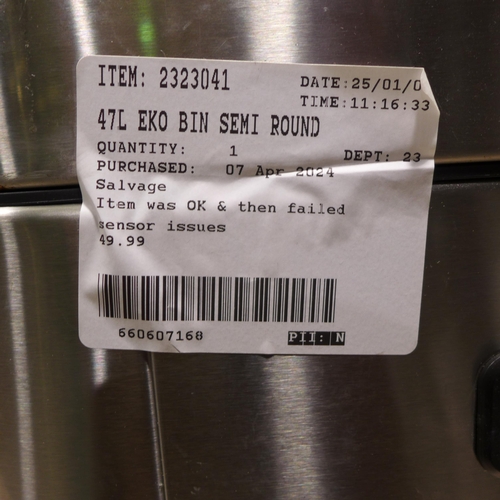 ITEM: 2323041
DATE:25/01/0
TIME:11:16:33
47L EKO BIN SEMI ROUND
QUANTITY: 1
DEPT: 23
PURCHASED: 07 Apr 2024
Salvage
Item was OK & then failed
sensor issues
49.99
660607168
PII: N